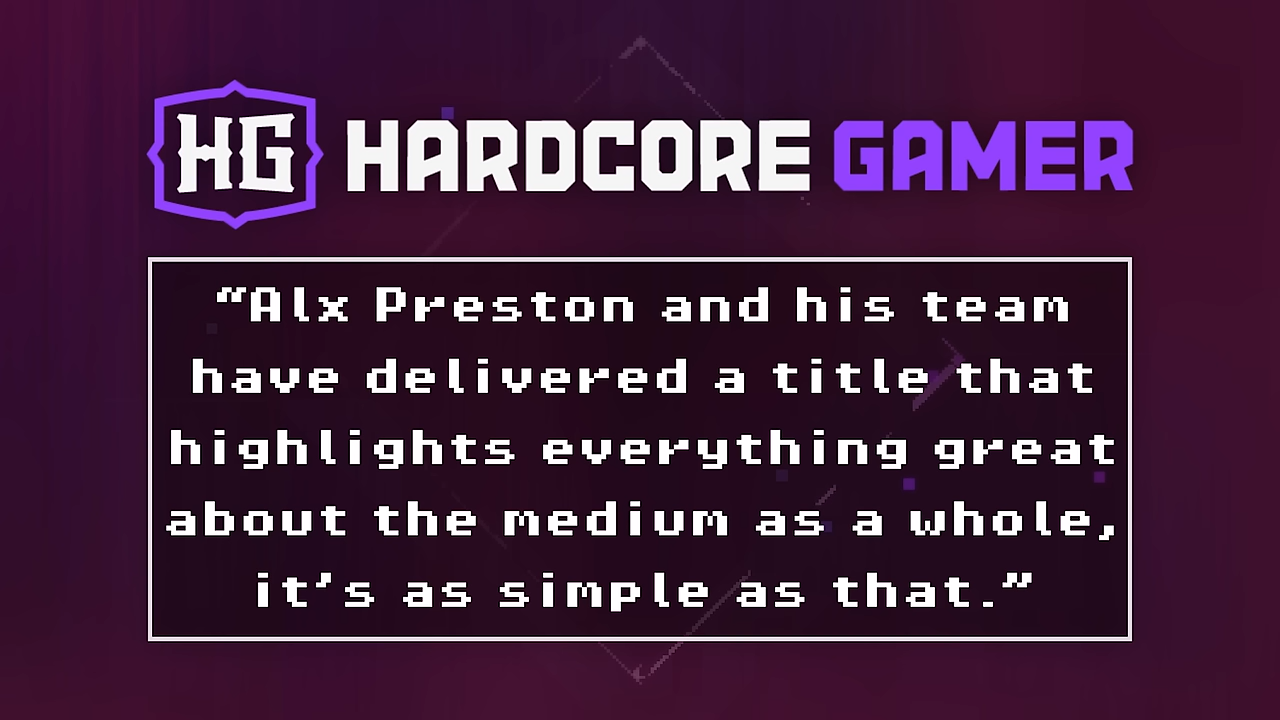 HG HARDCORE GAMER
“Alx Preston and his team
have delivered a title that
highlights everything great
about the medium as a whole,
it’s as simple as that.”